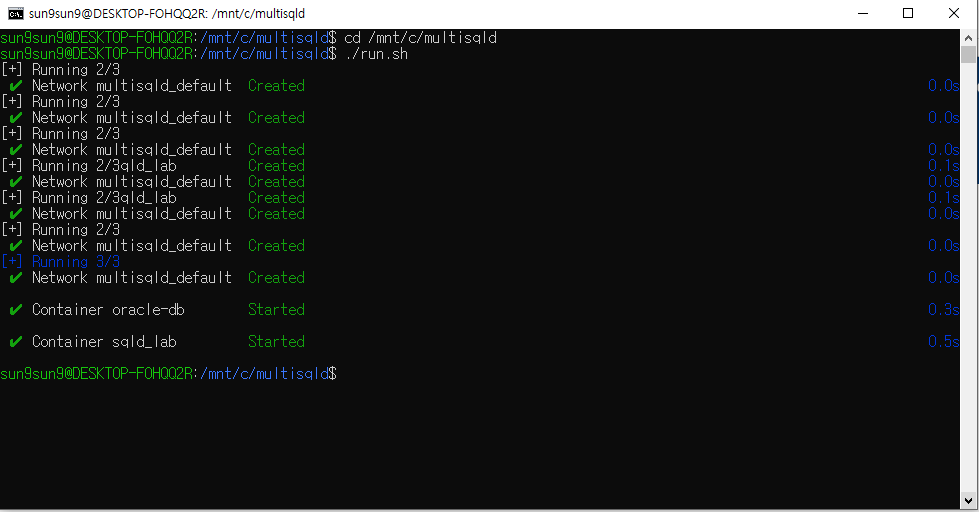 sun9sun9@DESKTOP-FOHQQ2R: /mnt/c/multisqld
sun9sun9@DESKTOP-FOHQQ2R:/mnt/c/multisqld$ cd /mnt/c/multisqld
sun9sun9@DESKTOP-FOHQQ2R:/mnt/c/multisqld$ ./run.sh
[+] Running 2/3
✔ Network multisqld_default Created 0.0s
[+] Running 2/3
✔ Network multisqld_default Created 0.0s
[+] Running 2/3
✔ Network multisqld_default Created 0.0s
[+] Running 2/3qld_lab Created 0.1s
✔ Network multisqld_default Created 0.0s
[+] Running 2/3qld_lab Created 0.1s
✔ Network multisqld_default Created 0.0s
[+] Running 2/3
✔ Network multisqld_default Created 0.0s
[+] Running 3/3
✔ Network multisqld_default Created 0.0s
✔ Container oracle-db Started 0.3s
✔ Container sqld_lab Started 0.5s
sun9sun9@DESKTOP-FOHQQ2R:/mnt/c/multisqld$